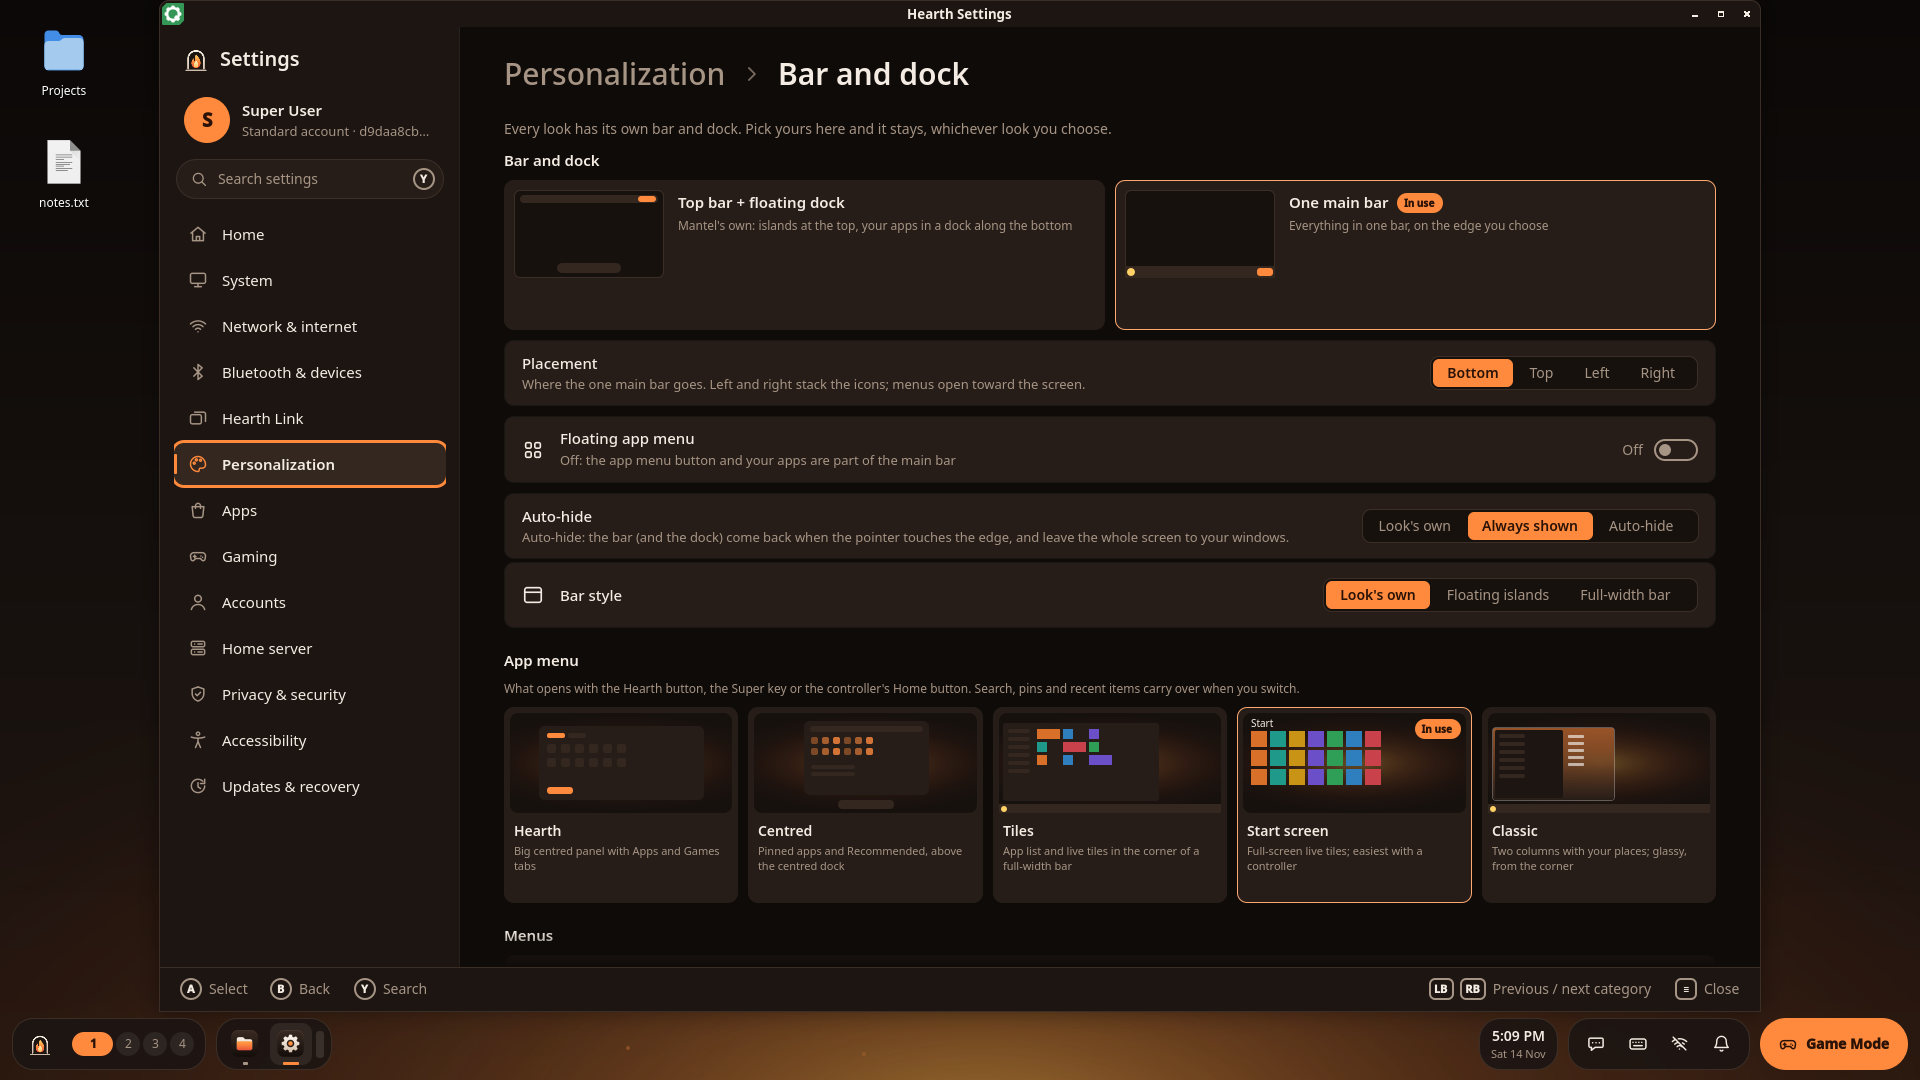 Hearth Settings
Projects
notes.txt
Settings
S
Super User
Standard account · d9daa8cb...
Search settings
Y
Home
System
Network & internet
Bluetooth & devices
Hearth Link
Personalization
Apps
Gaming
Accounts
Home server
Privacy & security
Accessibility
Updates & recovery
Personalization > Bar and dock
Every look has its own bar and dock. Pick yours here and it stays, whichever look you choose.
Bar and dock
Top bar + floating dock
Mantel's own: islands at the top, your apps in a dock along the bottom
One main bar In use
Everything in one bar, on the edge you choose
Placement
Where the one main bar goes. Left and right stack the icons; menus open toward the screen.
Bottom Top Left Right
Floating app menu
Off: the app menu button and your apps are part of the main bar
Off
Auto-hide
Auto-hide: the bar (and the dock) come back when the pointer touches the edge, and leave the whole screen to your windows.
Look's own Always shown Auto-hide
Bar style
Look's own Floating islands Full-width bar
App menu
What opens with the Hearth button, the Super key or the controller's Home button. Search, pins and recent items carry over when you switch.
Hearth
Big centred panel with Apps and Games
tabs
Centred
Pinned apps and Recommended, above
the centred dock
Tiles
App list and live tiles in the corner of a
full-width bar
Start
In use
Start screen
Full-screen live tiles; easiest with a
controller
Classic
Two columns with your places; glassy,
from the corner
Menus
A Select B Back Y Search
LB RB Previous / next category ≡ Close
1 2 3 4
5:09 PM
Sat 14 Nov
Game Mode